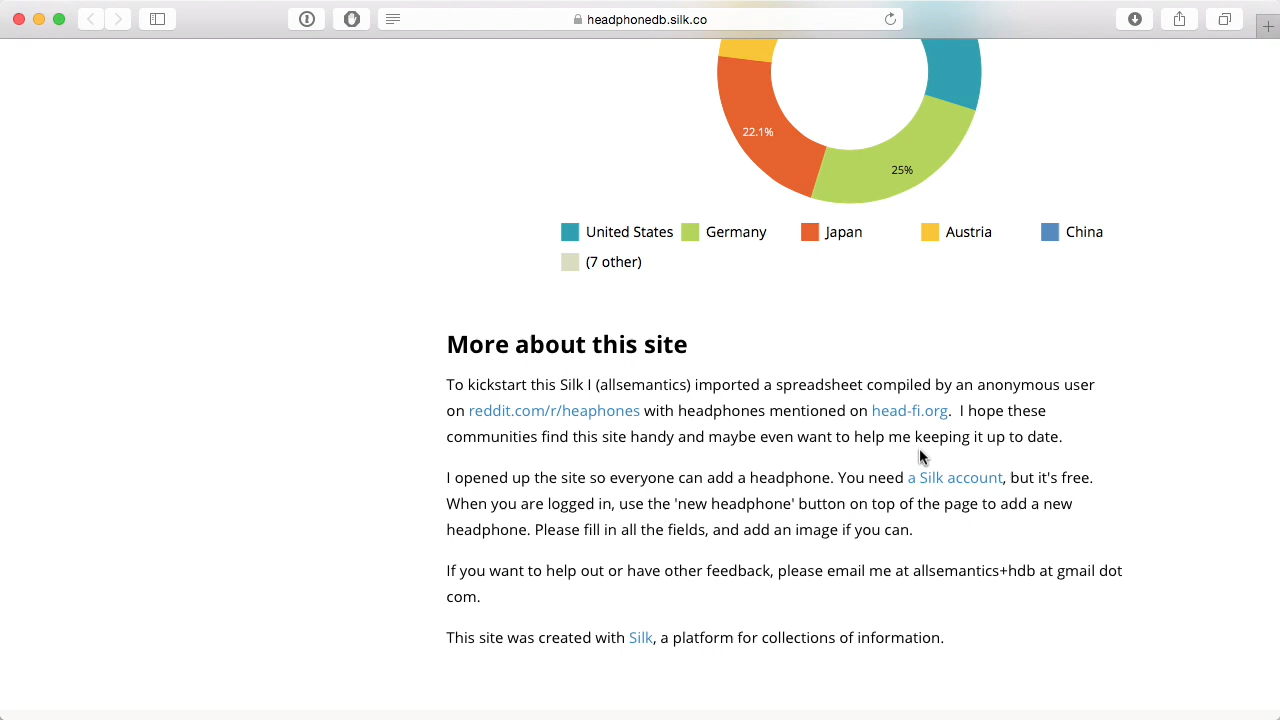 headphonedb.silk.co
22.1%
25%
United States Germany Japan Austria China
(7 other)
More about this site
To kickstart this Silk I (allsemantics) imported a spreadsheet compiled by an anonymous user
on reddit.com/r/heaphones with headphones mentioned on head-fi.org. I hope these
communities find this site handy and maybe even want to help me keeping it up to date.
I opened up the site so everyone can add a headphone. You need a Silk account, but it's free.
When you are logged in, use the 'new headphone' button on top of the page to add a new
headphone. Please fill in all the fields, and add an image if you can.
If you want to help out or have other feedback, please email me at allsemantics+hdb at gmail dot
com.
This site was created with Silk, a platform for collections of information.